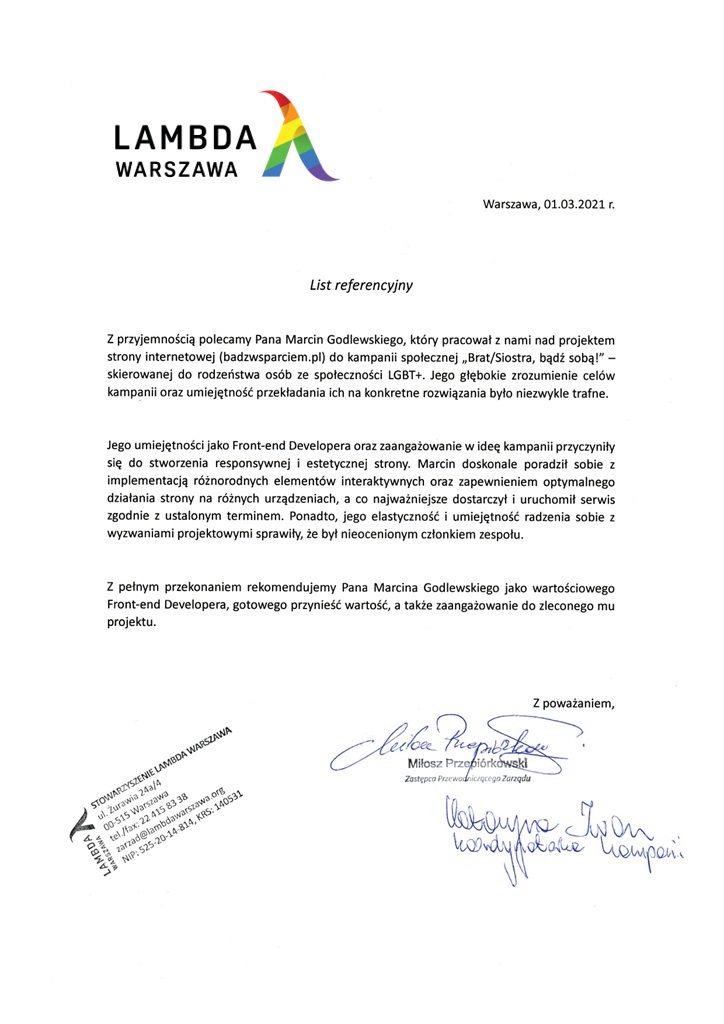 LAMBDA
WARSZAWA
Warszawa, 01.03.2021 r.
List referencyjny
Z przyjemnością polecamy Pana Marcin Godlewskiego, który pracował z nami nad projektem
strony internetowej (badzwsparciem.pl) do kampanii społecznej „Brat/Siostra, bądź sobą!” –
skierowanej do rodzeństwa osób ze społeczności LGBT+. Jego głębokie zrozumienie celów
kampanii oraz umiejętność przekładania ich na konkretne rozwiązania było niezwykle trafne.
Jego umiejętności jako Front-end Developera oraz zaangażowanie w ideę kampanii przyczyniły
się do stworzenia responsywnej i estetycznej strony. Marcin doskonale poradził sobie z
implementacją różnorodnych elementów interaktywnych oraz zapewnieniem optymalnego
działania strony na różnych urządzeniach, a co najważniejsze dostarczył i uruchomił serwis
zgodnie z ustalonym terminem. Ponadto, jego elastyczność i umiejętność radzenia sobie z
wyzwaniami projektowymi sprawiły, że był nieocenionym członkiem zespołu.
Z pełnym przekonaniem rekomendujemy Pana Marcina Godlewskiego jako wartościowego
Front-end Developera, gotowego przynieść wartość, a także zaangażowanie do zleconego mu
projektu.
Z poważaniem,
Miłosz Przepiórkowski
Miłosz Przepiórkowski
Zastępca Przewodniczącego Zarządu
Katarzyna Iwan
koordynatorka kampanii
LAMBDA
WARSZAWA
STOWARZYSZENIE LAMBDA WARSZAWA
ul. Żurawia 24a/4
00-515 Warszawa
tel./fax: 22 415 83 38
zarzad@lambdawarszawa.org
NIP: 525-20-14-814, KRS: 140531